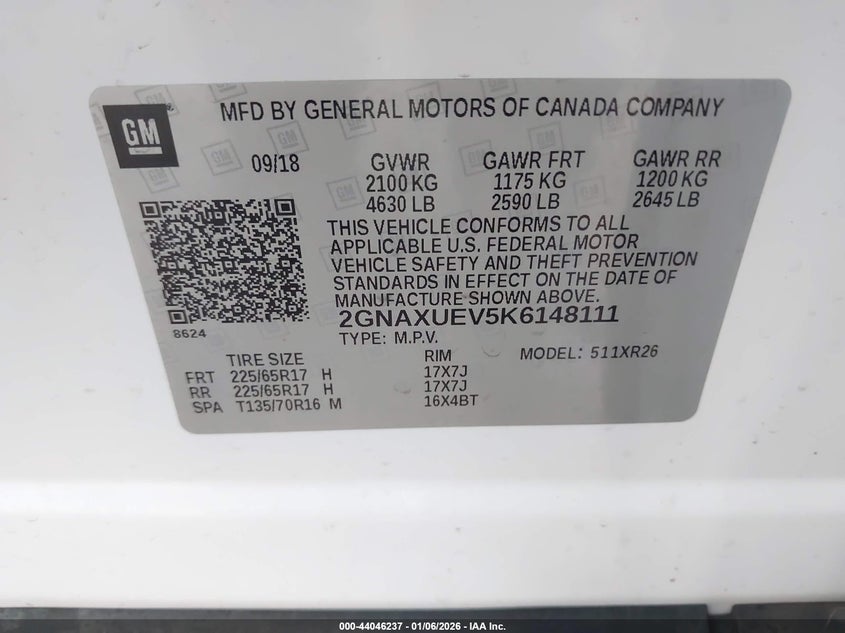 GM
MFD BY GENERAL MOTORS OF CANADA COMPANY
09/18 GVWR GAWR FRT GAWR RR
2100 KG 1175 KG 1200 KG
4630 LB 2590 LB 2645 LB
THIS VEHICLE CONFORMS TO ALL
APPLICABLE U.S. FEDERAL MOTOR
VEHICLE SAFETY AND THEFT PREVENTION
STANDARDS IN EFFECT ON THE DATE OF
MANUFACTURE SHOWN ABOVE.
8624
2GNAXUEV5K6148111
TYPE: M.P.V. MODEL: 511XR26
TIRE SIZE RIM
FRT 225/65R17 H 17X7J
RR 225/65R17 H 17X7J
SPA T135/70R16 M 16X4BT
000-44046237 - 01/06/2026 - IAA Inc.